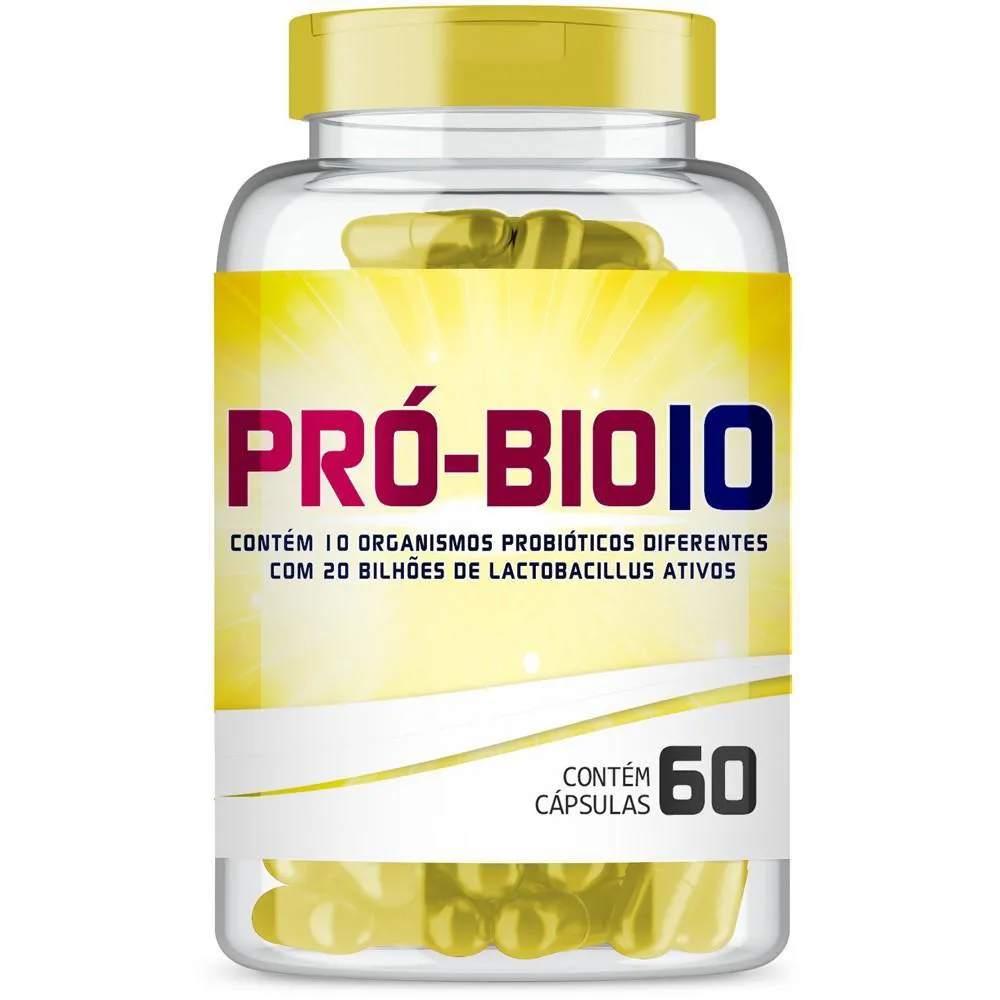 PRÓ-BIO10
CONTÉM 10 ORGANISMOS PROBIÓTICOS DIFERENTES
COM 20 BILHÕES DE LACTOBACILLUS ATIVOS
CONTÉM 60
CÁPSULAS